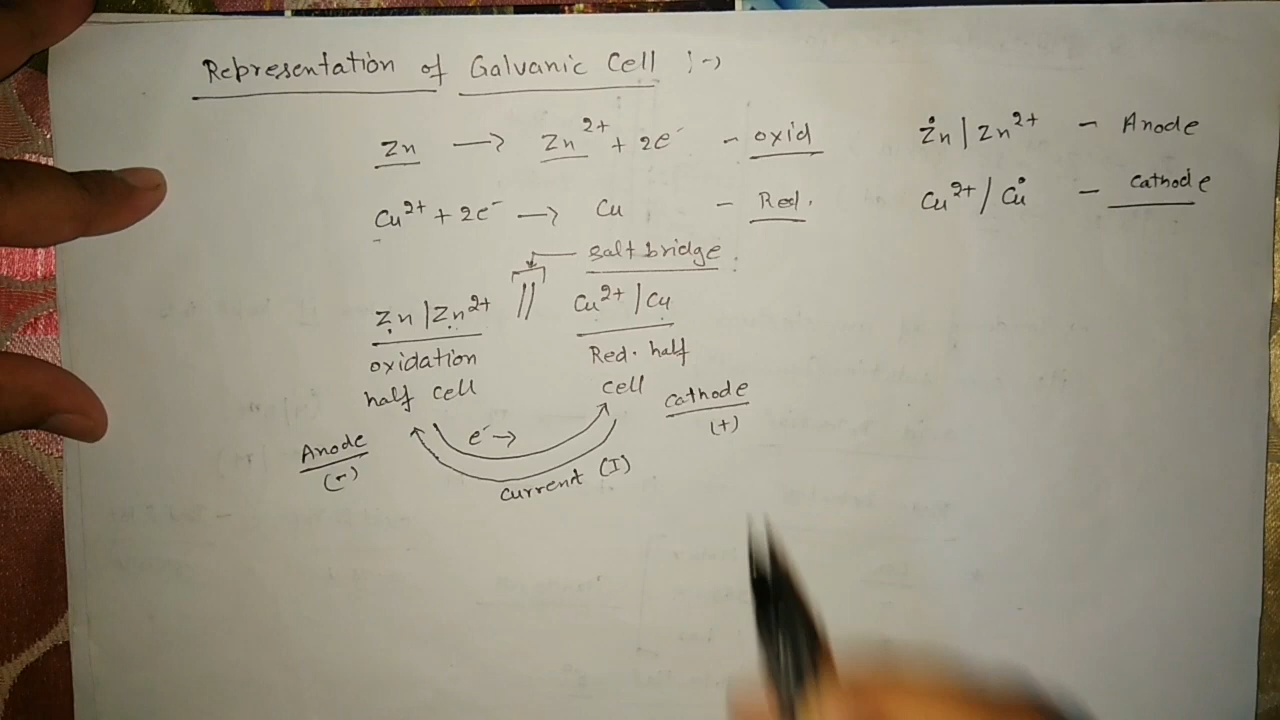 Representation of Galvanic Cell :→
Zn → Zn²⁺ + 2e⁻ - oxid Zn | Zn²⁺ - Anode
Cu²⁺ + 2e⁻ → Cu - Red. Cu²⁺ / Cu - Cathode
salt bridge
Zn | Zn²⁺ || Cu²⁺ | Cu
oxidation Red. half
half cell cell
Cathode
(+)
Anode
(-)
e⁻ →
Current (I)